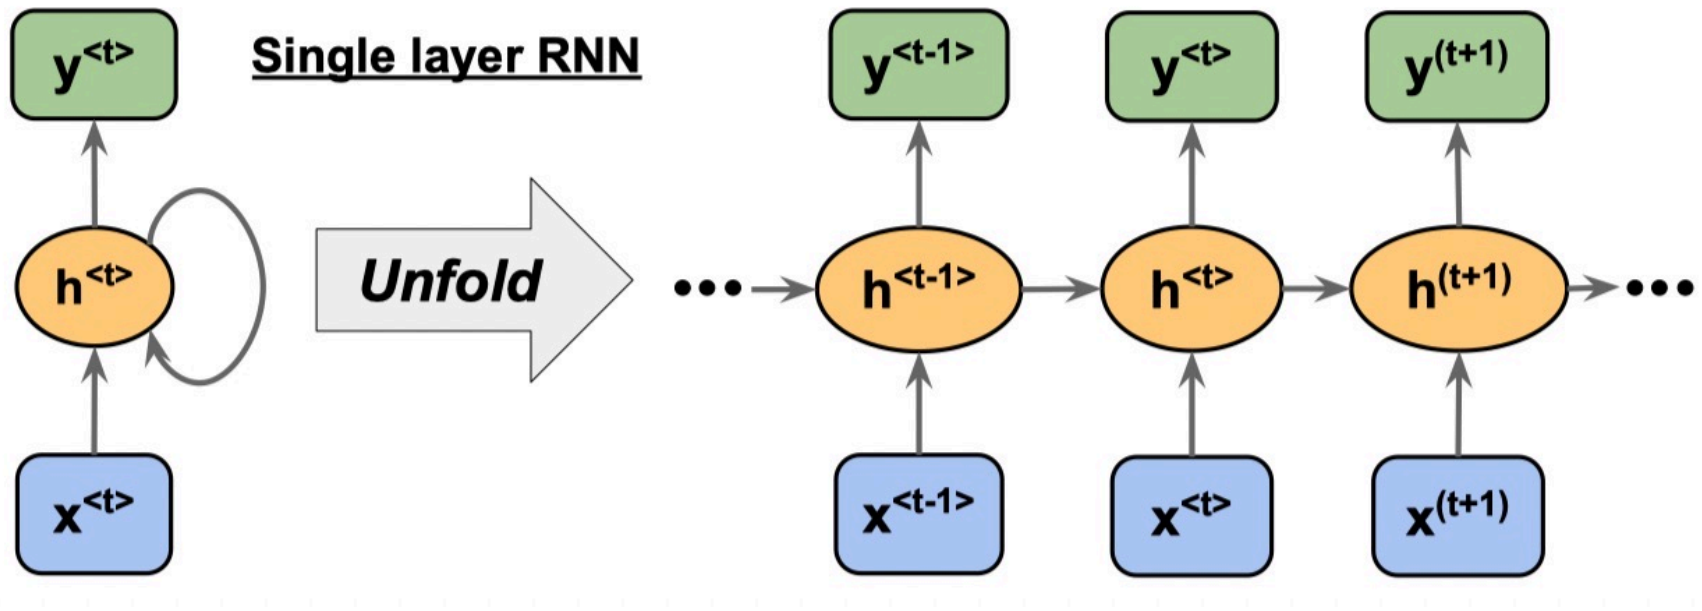 y<t>
Single layer RNN
y<t-1>
y<t>
y(t+1)
h<t>
Unfold
•••
h<t-1>
h<t>
h(t+1)
•••
x<t>
x<t-1>
x<t>
x(t+1)